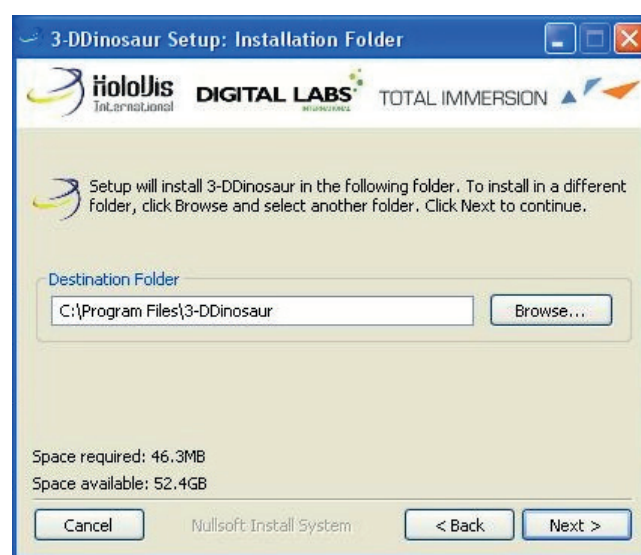 3-DDinosaur Setup: Installation Folder
HoloVis
International
DIGITAL LABS
INTERNATIONAL
TOTAL IMMERSION
Setup will install 3-DDinosaur in the following folder. To install in a different
folder, click Browse and select another folder. Click Next to continue.
Destination Folder
C:\Program Files\3-DDinosaur
Browse...
Space required: 46.3MB
Space available: 52.4GB
Cancel
Nullsoft Install System
< Back
Next >